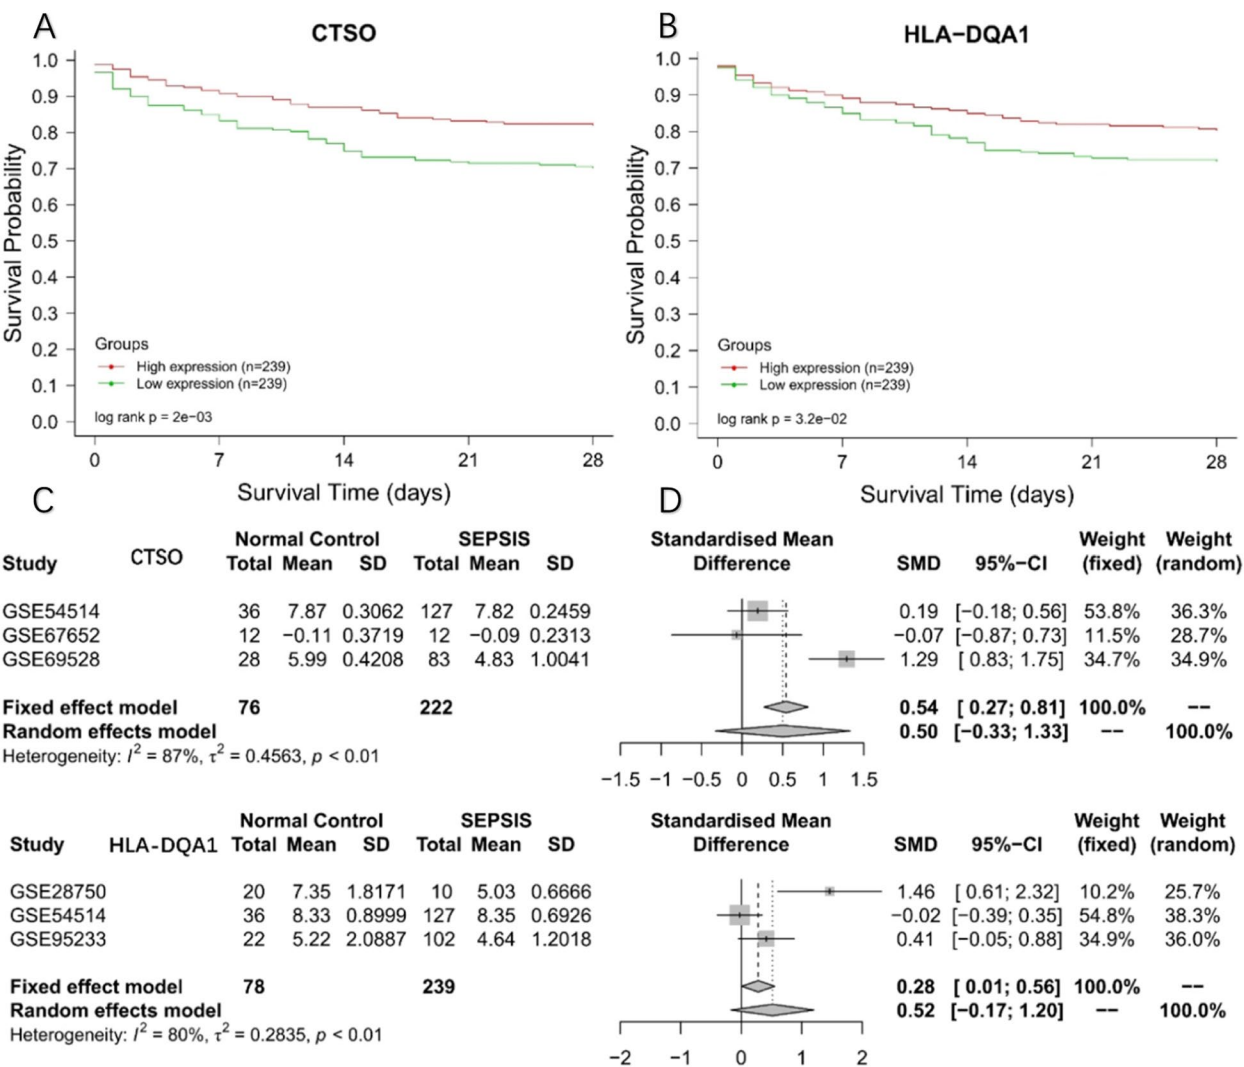 A
CTSO
Survival Probability
1.0
0.9
0.8
0.7
0.6
0.5
0.4
0.3
0.2
0.1
0.0
Groups
High expression (n=239)
Low expression (n=239)
log rank p = 2e−03
0 7 14 21 28
Survival Time (days)
B
HLA−DQA1
Survival Probability
1.0
0.9
0.8
0.7
0.6
0.5
0.4
0.3
0.2
0.1
0.0
Groups
High expression (n=239)
Low expression (n=239)
log rank p = 3.2e−02
0 7 14 21 28
Survival Time (days)
C D
Normal Control SEPSIS Standardised Mean Weight Weight
Study CTSO Total Mean SD Total Mean SD Difference SMD 95%−CI (fixed) (random)
GSE54514 36 7.87 0.3062 127 7.82 0.2459 0.19 [−0.18; 0.56] 53.8% 36.3%
GSE67652 12 −0.11 0.3719 12 −0.09 0.2313 −0.07 [−0.87; 0.73] 11.5% 28.7%
GSE69528 28 5.99 0.4208 83 4.83 1.0041 1.29 [ 0.83; 1.75] 34.7% 34.9%
Fixed effect model 76 222 0.54 [ 0.27; 0.81] 100.0% −−
Random effects model 0.50 [−0.33; 1.33] −− 100.0%
Heterogeneity: I² = 87%, τ² = 0.4563, p < 0.01
−1.5 −1 −0.5 0 0.5 1 1.5
Normal Control SEPSIS Standardised Mean Weight Weight
Study HLA-DQA1 Total Mean SD Total Mean SD Difference SMD 95%−CI (fixed) (random)
GSE28750 20 7.35 1.8171 10 5.03 0.6666 1.46 [ 0.61; 2.32] 10.2% 25.7%
GSE54514 36 8.33 0.8999 127 8.35 0.6926 −0.02 [−0.39; 0.35] 54.8% 38.3%
GSE95233 22 5.22 2.0887 102 4.64 1.2018 0.41 [−0.05; 0.88] 34.9% 36.0%
Fixed effect model 78 239 0.28 [ 0.01; 0.56] 100.0% −−
Random effects model 0.52 [−0.17; 1.20] −− 100.0%
Heterogeneity: I² = 80%, τ² = 0.2835, p < 0.01
−2 −1 0 1 2